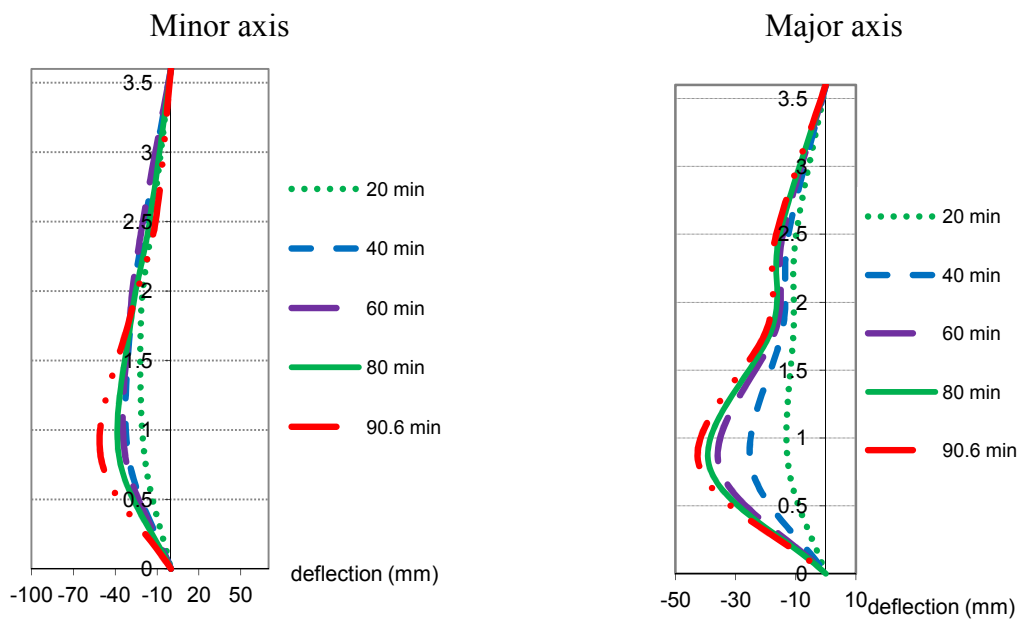 Minor axis
3.5
3
2.5
2
1.5
1
0.5
0
-100 -70 -40 -10 20 50
deflection (mm)
20 min
40 min
60 min
80 min
90.6 min
Major axis
3.5
3
2.5
2
1.5
1
0.5
0
-50 -30 -10 10
deflection (mm)
20 min
40 min
60 min
80 min
90.6 min